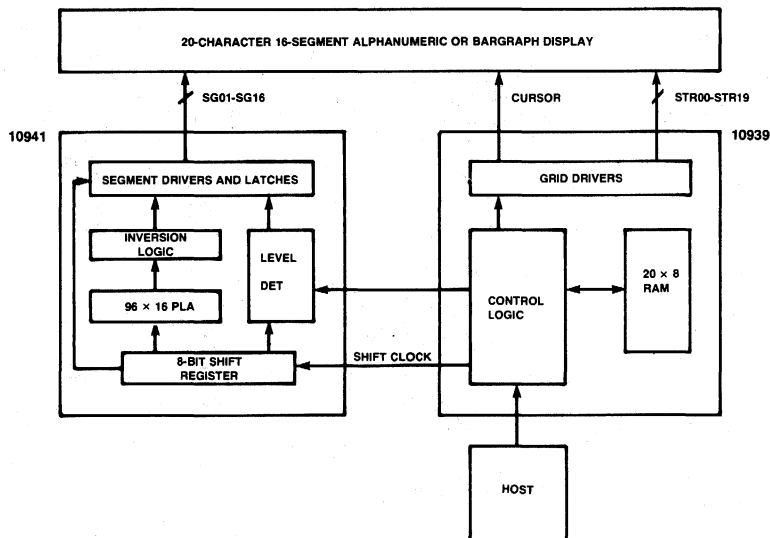 20-CHARACTER 16-SEGMENT ALPHANUMERIC OR BARGRAPH DISPLAY
SG01-SG16
CURSOR
STR00-STR19
10941
10939
SEGMENT DRIVERS AND LATCHES
GRID DRIVERS
INVERSION
LOGIC
LEVEL
DET
96 × 16 PLA
CONTROL
LOGIC
20 × 8
RAM
8-BIT SHIFT
REGISTER
SHIFT CLOCK
HOST